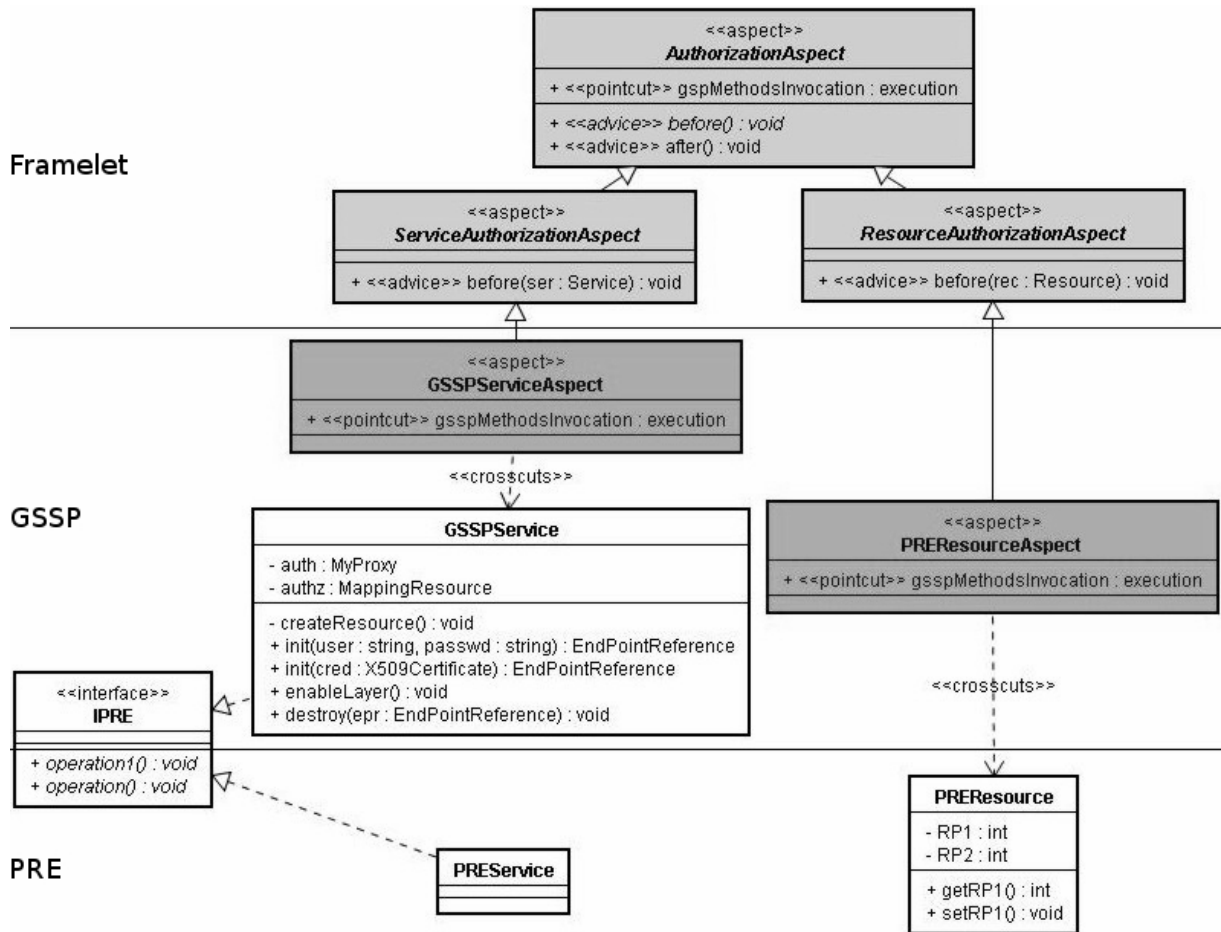 <<aspect>>
AuthorizationAspect
+ <<pointcut>> gspMethodsInvocation : execution
+ <<advice>> before() : void
+ <<advice>> after() : void
Framelet
<<aspect>>
ServiceAuthorizationAspect
+ <<advice>> before(ser : Service) : void
<<aspect>>
ResourceAuthorizationAspect
+ <<advice>> before(rec : Resource) : void
<<aspect>>
GSSPServiceAspect
+ <<pointcut>> gsspMethodsInvocation : execution
<<crosscuts>>
GSSP
GSSPService
- auth : MyProxy
- authz : MappingResource
- createResource() : void
+ init(user : string, passwd : string) : EndPointReference
+ init(cred : X509Certificate) : EndPointReference
+ enableLayer() : void
+ destroy(epr : EndPointReference) : void
<<aspect>>
PREResourceAspect
+ <<pointcut>> gsspMethodsInvocation : execution
<<crosscuts>>
<<interface>>
IPRE
+ operation1() : void
+ operation() : void
PRE
PREService
PREResource
- RP1 : int
- RP2 : int
+ getRP1() : int
+ setRP1() : void